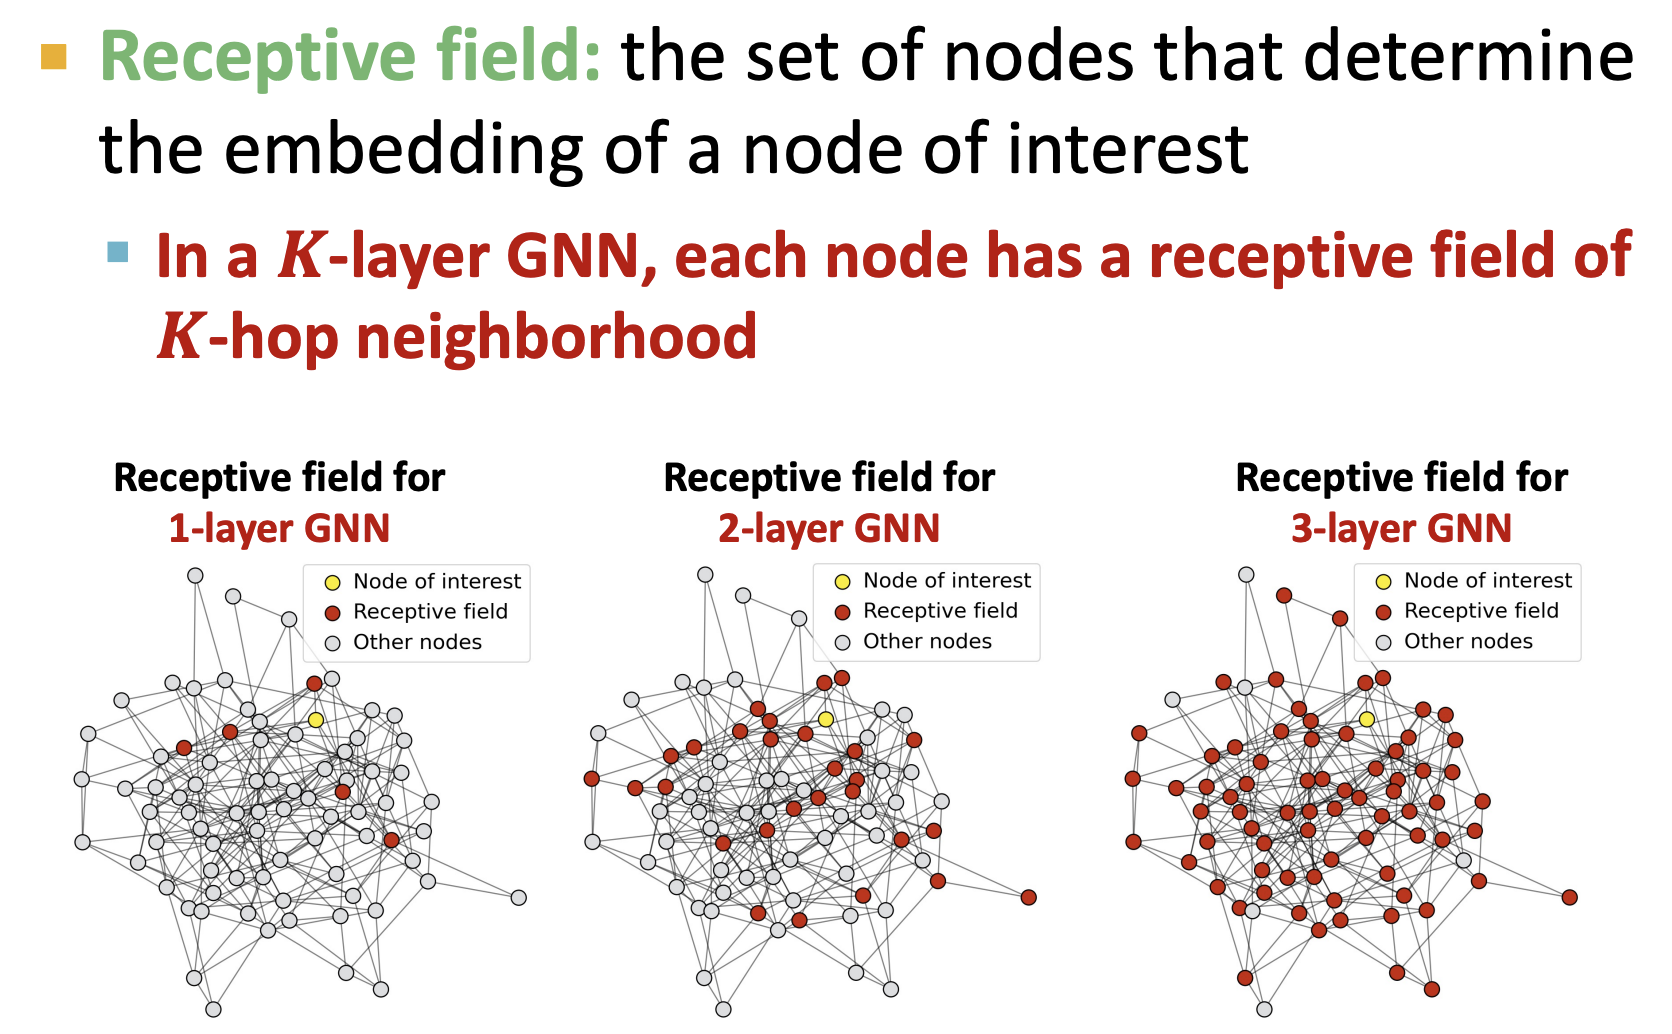 Receptive field: the set of nodes that determine
the embedding of a node of interest
In a K-layer GNN, each node has a receptive field of
K-hop neighborhood
Receptive field for
1-layer GNN
Node of interest
Receptive field
Other nodes
Receptive field for
2-layer GNN
Node of interest
Receptive field
Other nodes
Receptive field for
3-layer GNN
Node of interest
Receptive field
Other nodes